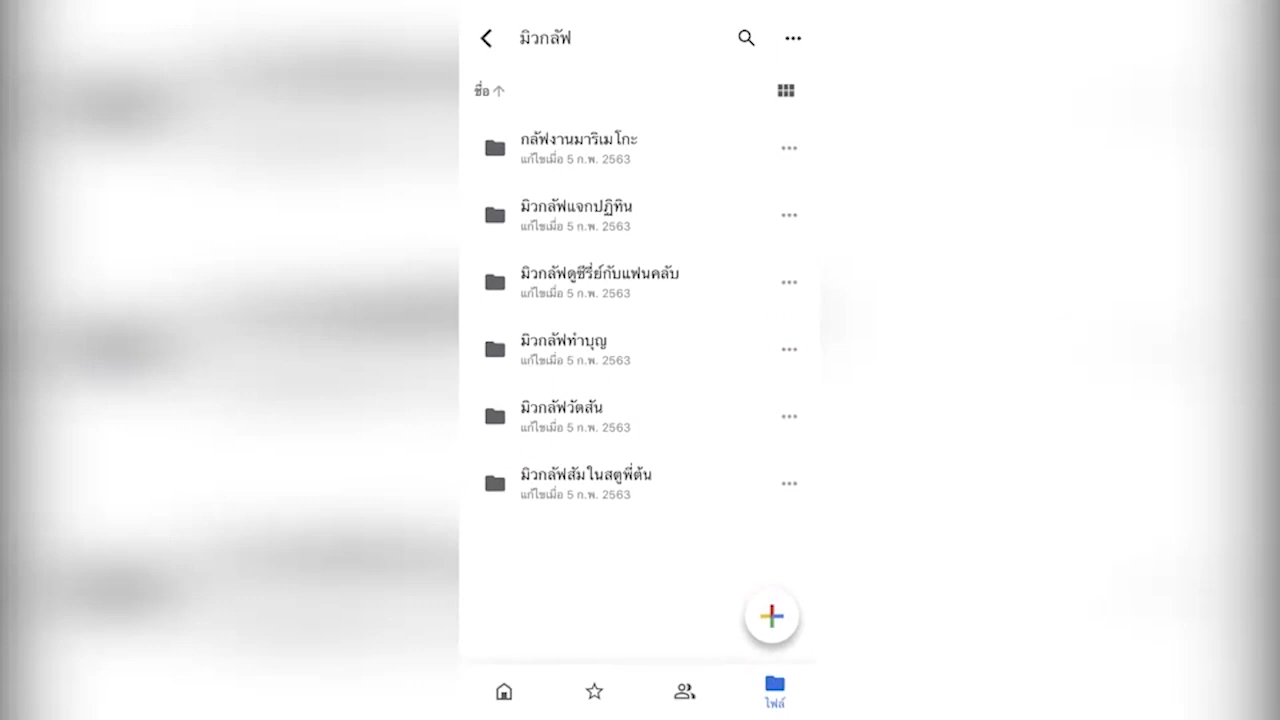 มิวกลัฟ
ชื่อ
กลัฟงานมาริเมโกะ
แก้ไขเมื่อ 5 ก.พ. 2563
มิวกลัฟแจกปฏิทิน
แก้ไขเมื่อ 5 ก.พ. 2563
มิวกลัฟดูซีรี่ย์กับแฟนคลับ
แก้ไขเมื่อ 5 ก.พ. 2563
มิวกลัฟทำบุญ
แก้ไขเมื่อ 5 ก.พ. 2563
มิวกลัฟวัตสัน
แก้ไขเมื่อ 5 ก.พ. 2563
มิวกลัฟสัมในสตูพี่ต้น
แก้ไขเมื่อ 5 ก.พ. 2563
ไฟล์